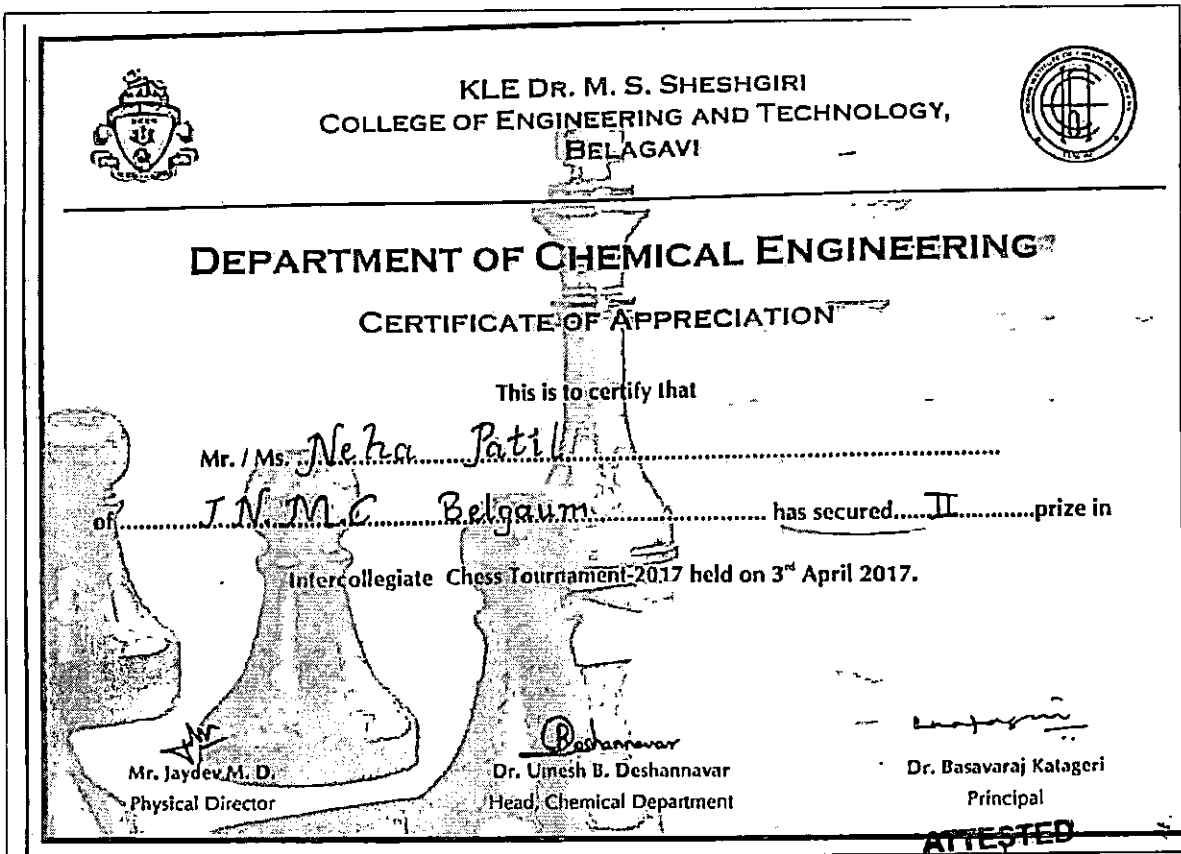 KLE DR. M. S. SHESHGIRI
COLLEGE OF ENGINEERING AND TECHNOLOGY,
BELAGAVI
DEPARTMENT OF CHEMICAL ENGINEERING
CERTIFICATE OF APPRECIATION
This is to certify that
Mr. / Ms. Neha Patil
of J.N.M.C Belgaum has secured II prize in
Intercollegiate Chess Tournament-2017 held on 3rd April 2017.
Mr. Jaydev M. D.
Physical Director
Deshannavar
Dr. Umesh B. Deshannavar
Head, Chemical Department
Dr. Basavaraj Katageri
Principal
ATTESTED